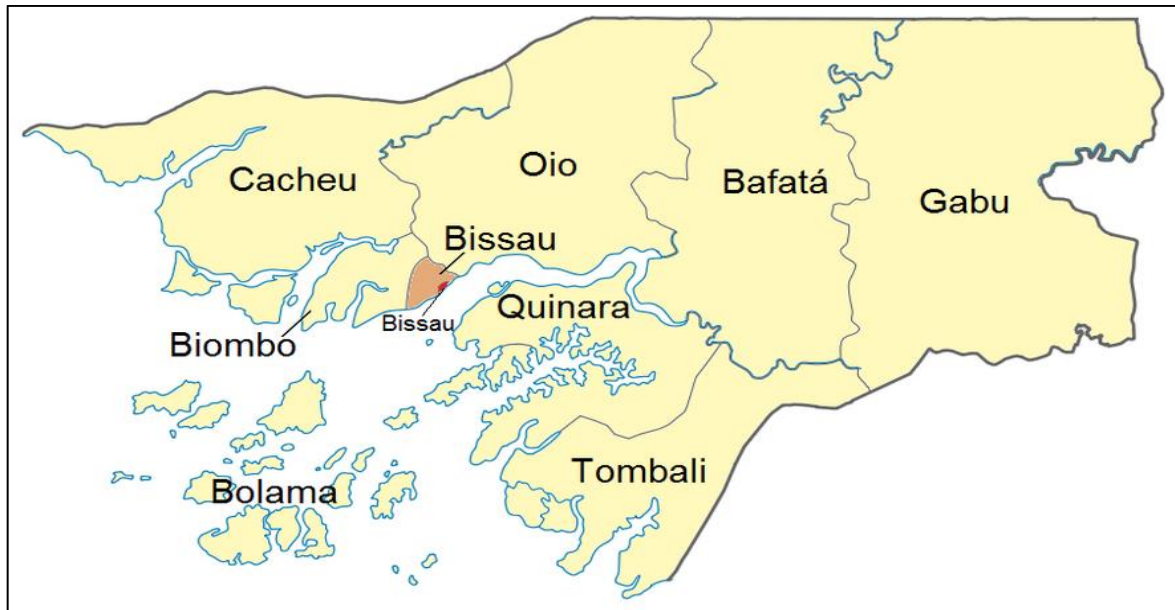 Oio
Cacheu
Bafatá
Gabu
Bissau
Quinara
Bissau
Biombo
Tombali
Bolama